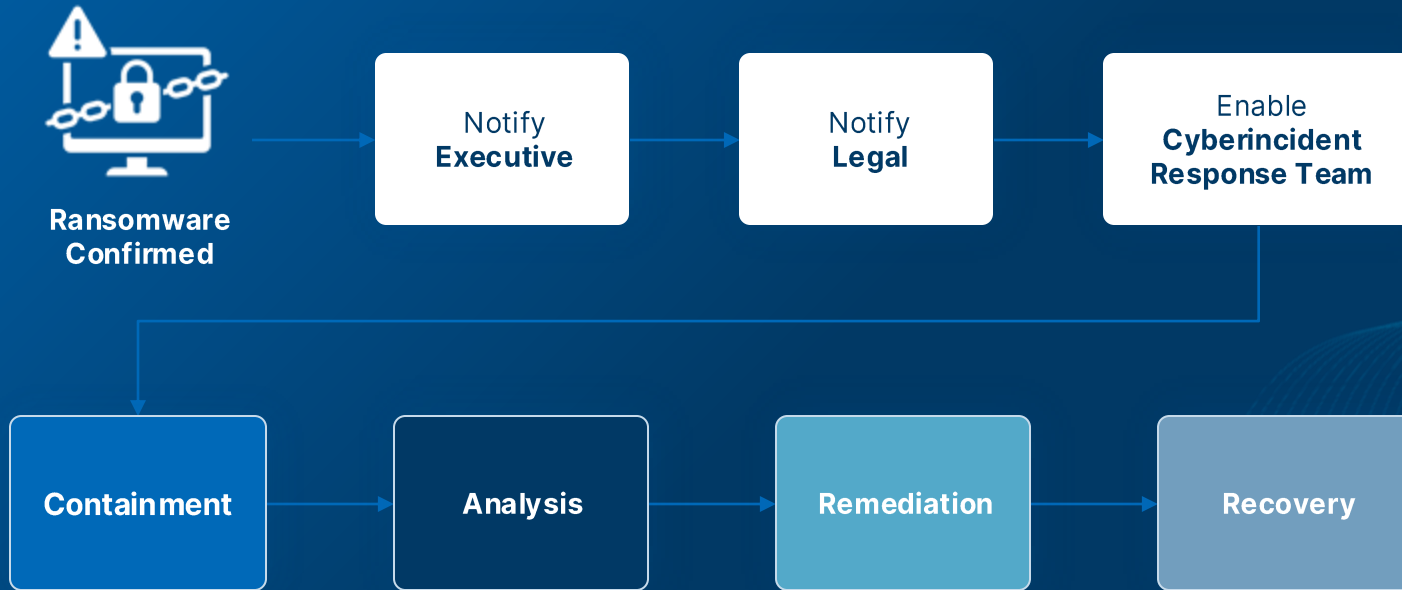 Ransomware
Confirmed
Notify
Executive
Notify
Legal
Enable
Cyberincident
Response Team
Containment
Analysis
Remediation
Recovery